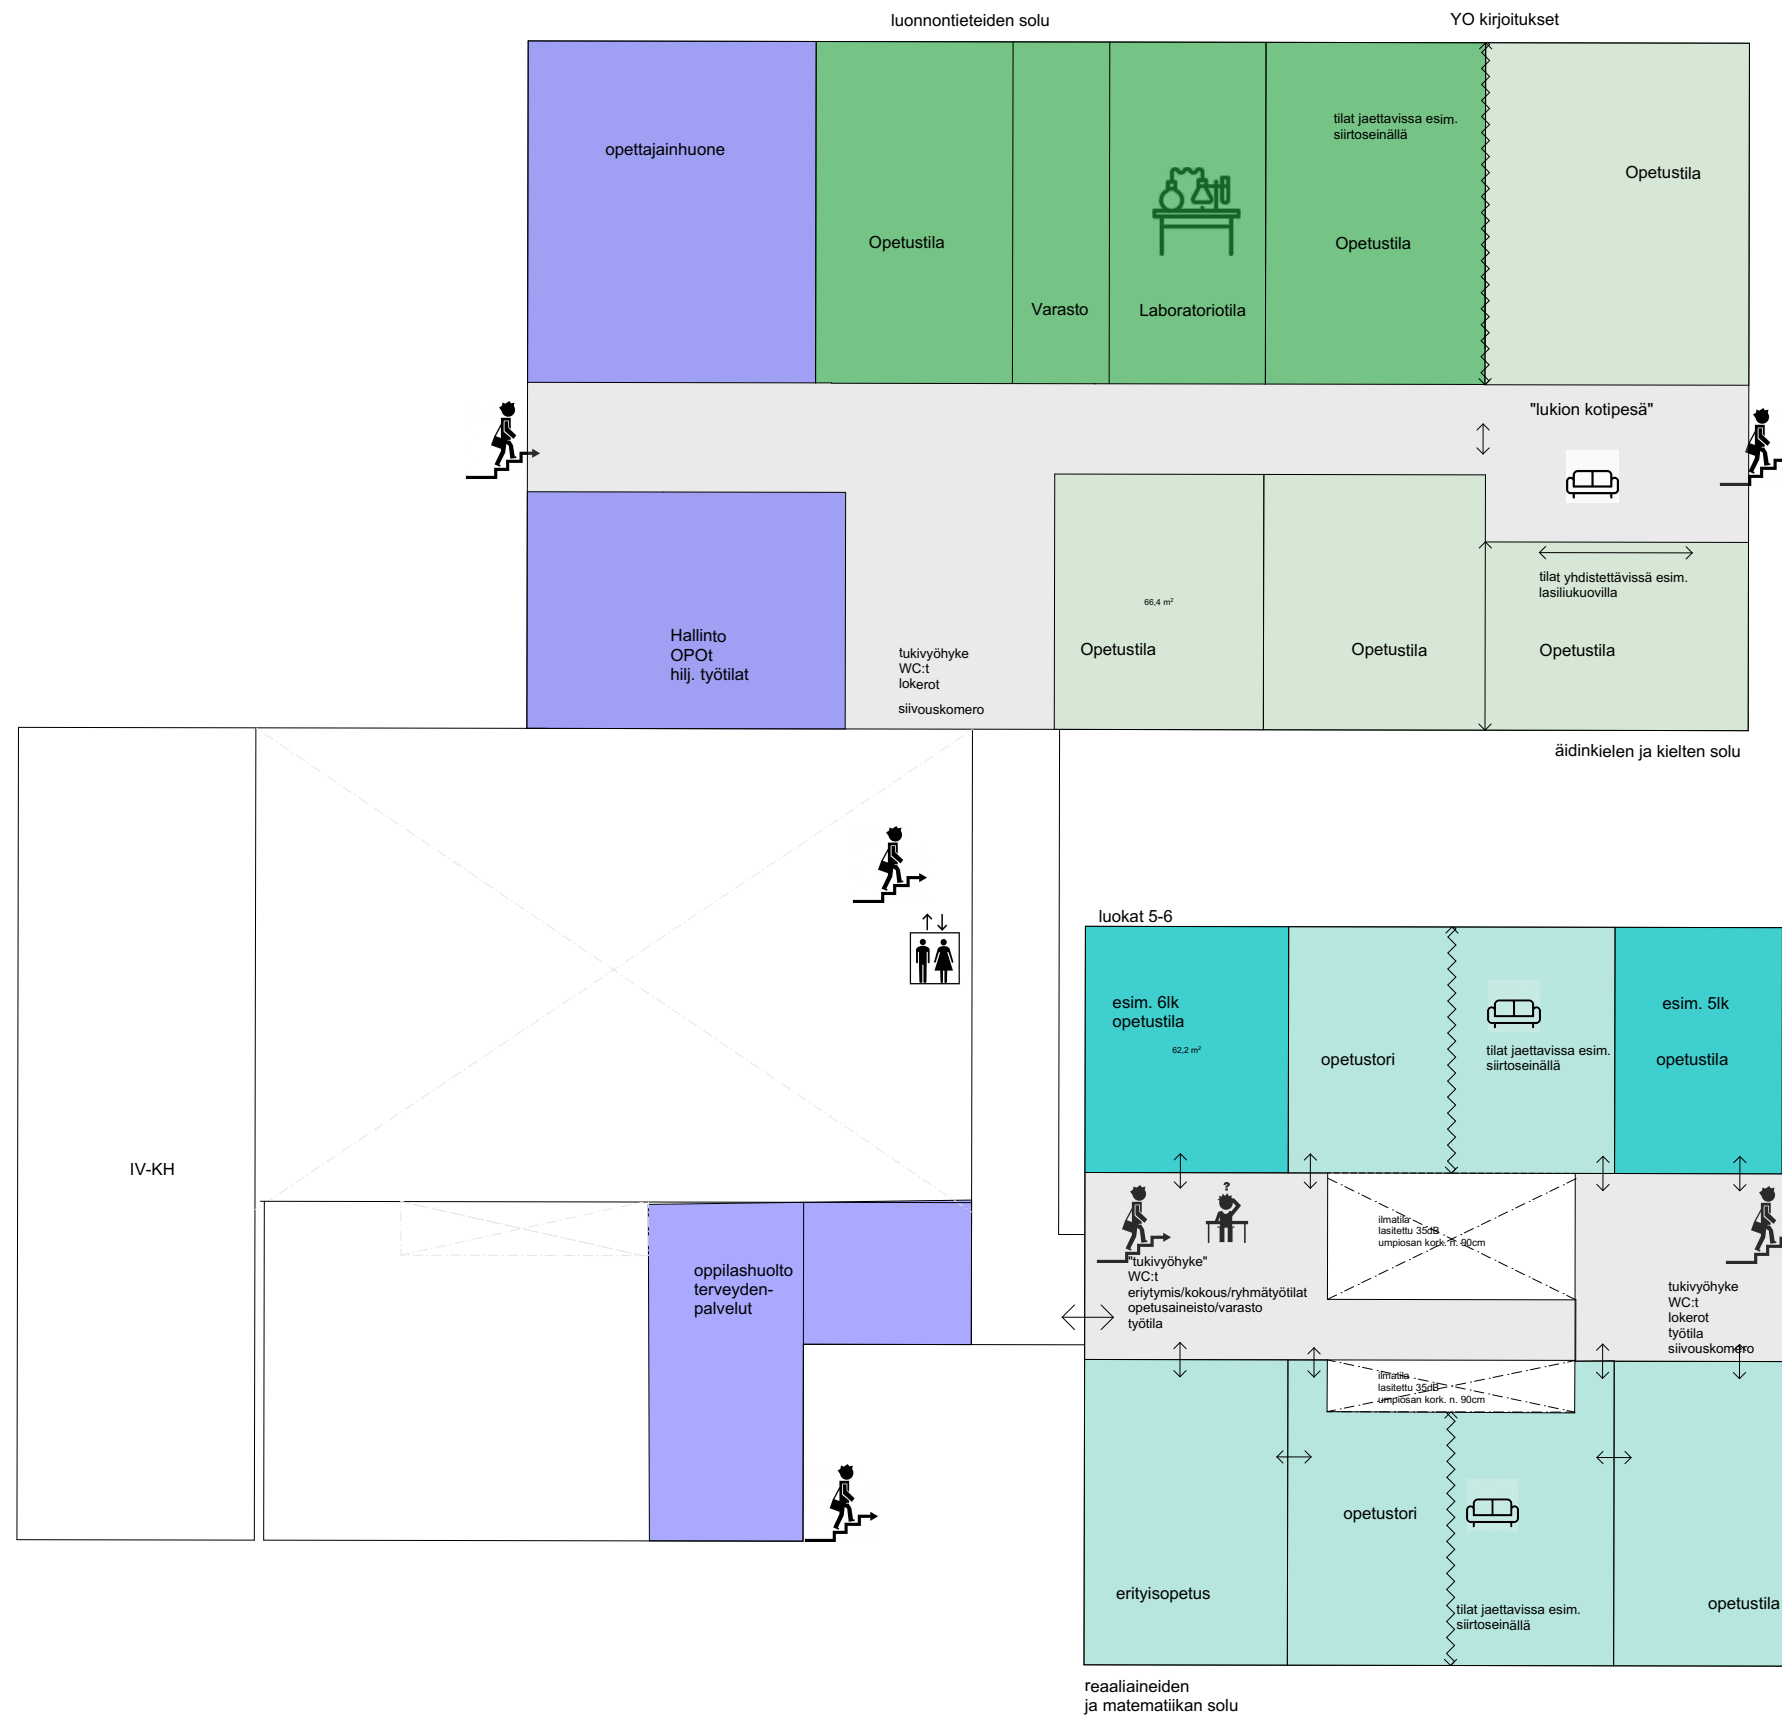 luonnontieteiden solu
YO kirjoitukset
opettajainhuone
Opetustila
Varasto
Laboratoriotila
tilat jaettavissa esim.
siirtoseinällä
Opetustila
Opetustila
"lukion kotipesä"
Hallinto
OPOt
hilj. työtilat
tukivyöhyke
WC:t
lokerot
siivouskomero
66,4 m²
Opetustila
Opetustila
tilat yhdistettävissä esim.
lasiliukuovilla
Opetustila
äidinkielen ja kielten solu
IV-KH
oppilashuolto
terveyden-
palvelut
luokat 5-6
esim. 6lk
opetustila
62,2 m²
opetustori
tilat jaettavissa esim.
siirtoseinällä
esim. 5lk
opetustila
?
"tukivyöhyke"
WC:t
eriytymis/kokous/ryhmätyötilat
opetusaineisto/varasto
työtila
ilmatila
lasitettu 35dB
umpiosan kork. n. 90cm
tukivyöhyke
WC:t
lokerot
työtila
siivouskomero
ilmatila
lasitettu 35dB
umpiosan kork. n. 90cm
erityisopetus
opetustori
tilat jaettavissa esim.
siirtoseinällä
opetustila
reaaliaineiden
ja matematiikan solu